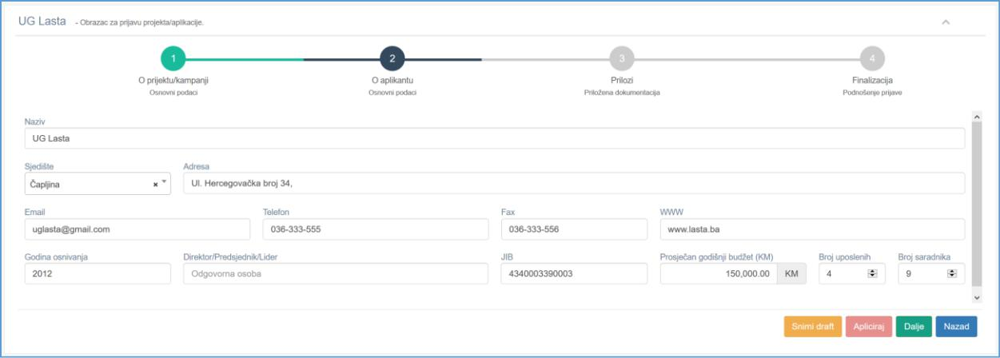 UG Lasta - Obrazac za prijavu projekta/aplikacije.
1 2 3 4
O prijektu/kampanji O aplikantu Prilozi Finalizacija
Osnovni podaci Osnovni podaci Priložena dokumentacija Podnošenje prijave
Naziv
UG Lasta
Sjedište Adresa
Čapljina × Ul. Hercegovačka broj 34,
Email Telefon Fax WWW
uglasta@gmail.com 036-333-555 036-333-556 www.lasta.ba
Godina osnivanja Direktor/Predsjednik/Lider JIB Prosječan godišnji budžet (KM) Broj uposlenih Broj saradnika
2012 Odgovorna osoba 4340003390003 150,000.00 KM 4 9
Snimi draft Apliciraj Dalje Nazad